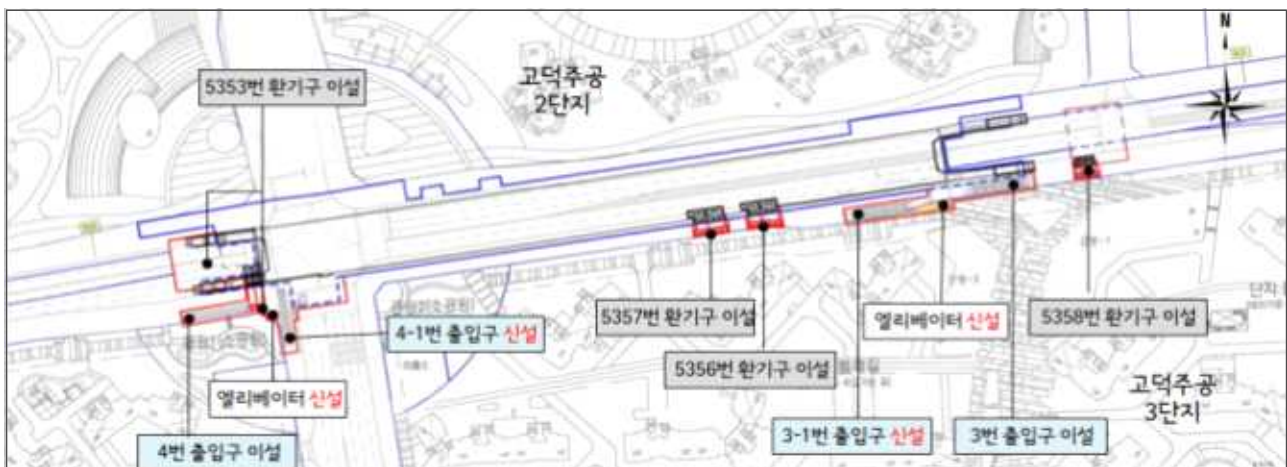 N
고덕주공
2단지
5353번 환기구 이설
5357번 환기구 이설
엘리베이터 신설
5358번 환기구 이설
단지
4-1번 출입구 신설
5356번 환기구 이설
고덕주공
3단지
엘리베이터 신설
3-1번 출입구 신설
3번 출입구 이설
4번 출입구 이설